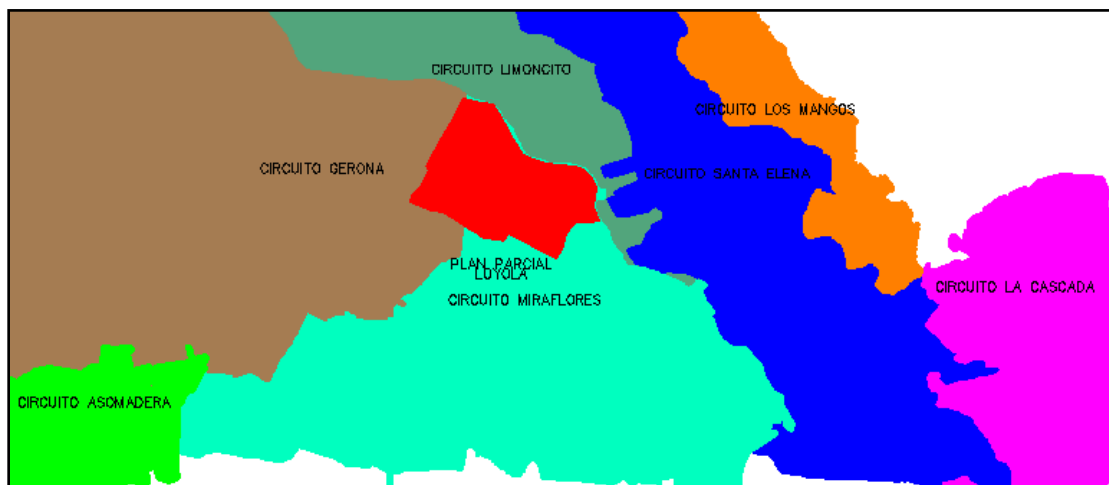 CIRCUITO LIMONCITO
CIRCUITO LOS MANGOS
CIRCUITO GERONA
CIRCUITO SANTA ELENA
PLAN PARCIAL
LOYOLA
CIRCUITO LA CASCADA
CIRCUITO MIRAFLORES
CIRCUITO ASOMADERA